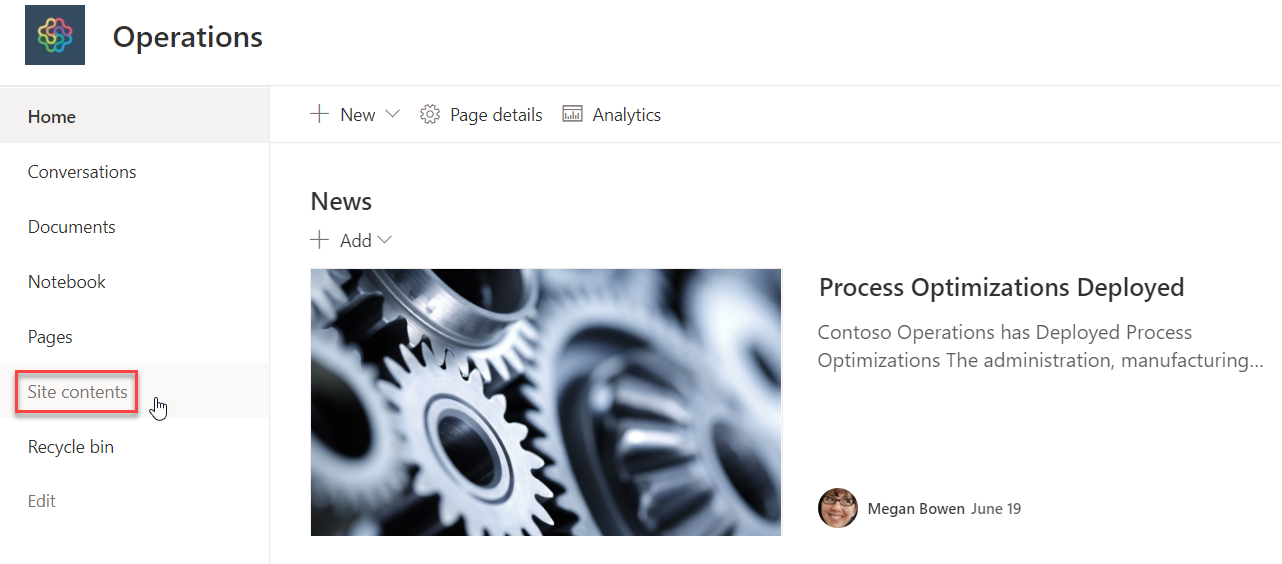 Operations
Home
Conversations
Documents
Notebook
Pages
Site contents
Recycle bin
Edit
New
Page details
Analytics
News
Add
Process Optimizations Deployed
Contoso Operations has Deployed Process
Optimizations The administration, manufacturing...
Megan Bowen June 19